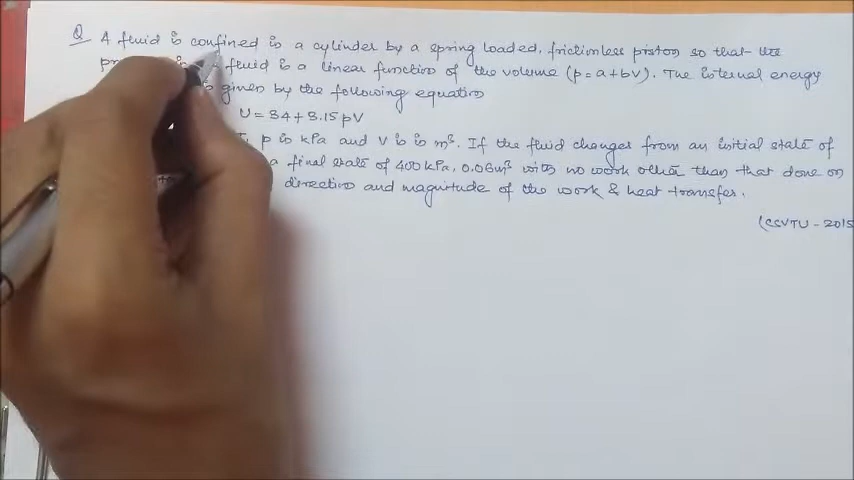 Q A fluid is confined in a cylinder by a spring loaded, frictionless piston so that the
fluid is a linear function of the volume (p = a + bV). The internal energy
given by the following equation
U = 34 + 3.15 pV
p is kPa and V is in m³. If the fluid changes from an initial state of
a final state of 400 kPa, 0.06 m³ with no work other than that done on
direction and magnitude of the work & heat transfer.
(CSVTU - 2015